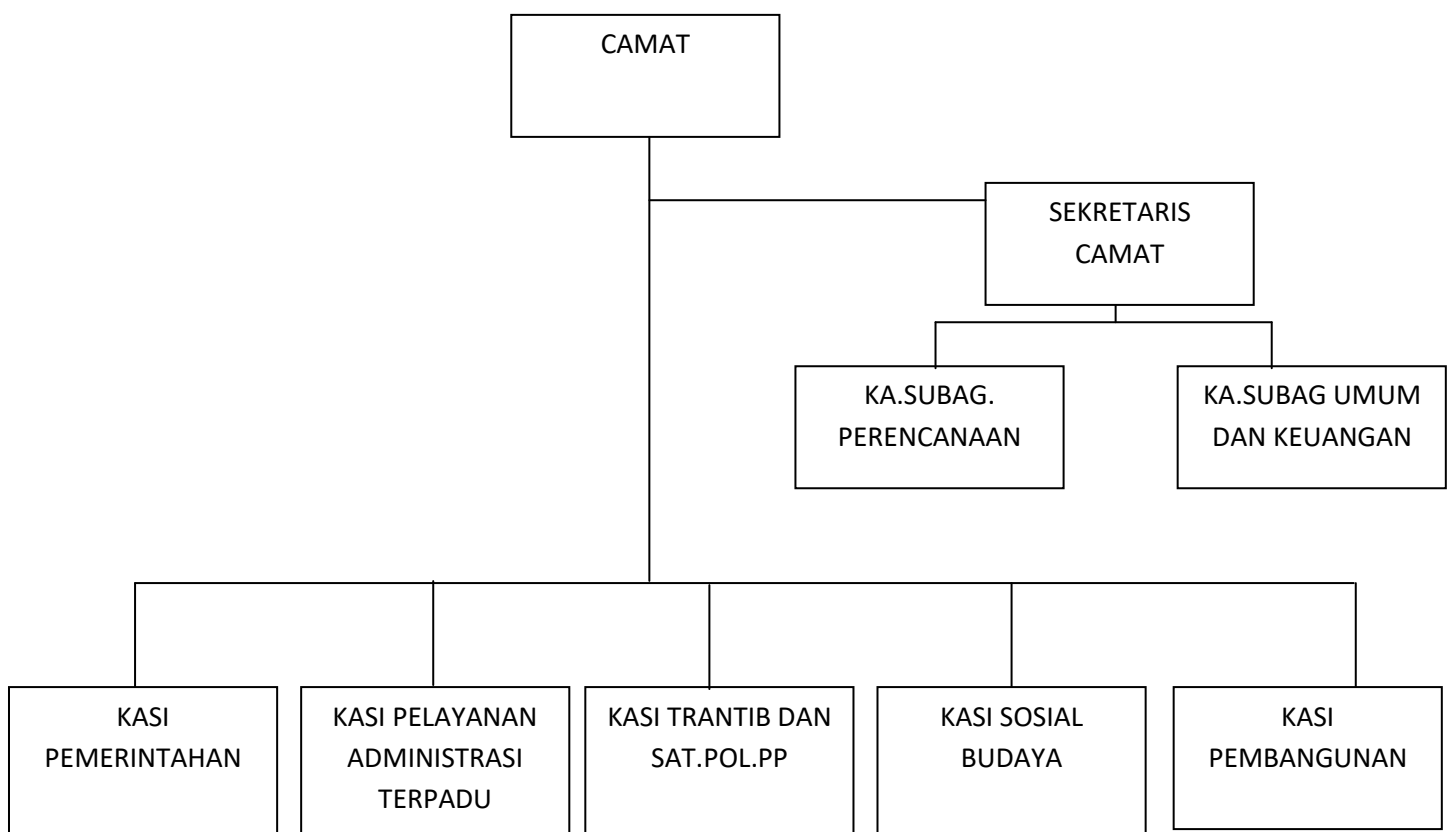 CAMAT
SEKRETARIS
CAMAT
KA.SUBAG.
PERENCANAAN
KA.SUBAG UMUM
DAN KEUANGAN
KASI
PEMERINTAHAN
KASI PELAYANAN
ADMINISTRASI
TERPADU
KASI TRANTIB DAN
SAT.POL.PP
KASI SOSIAL
BUDAYA
KASI
PEMBANGUNAN